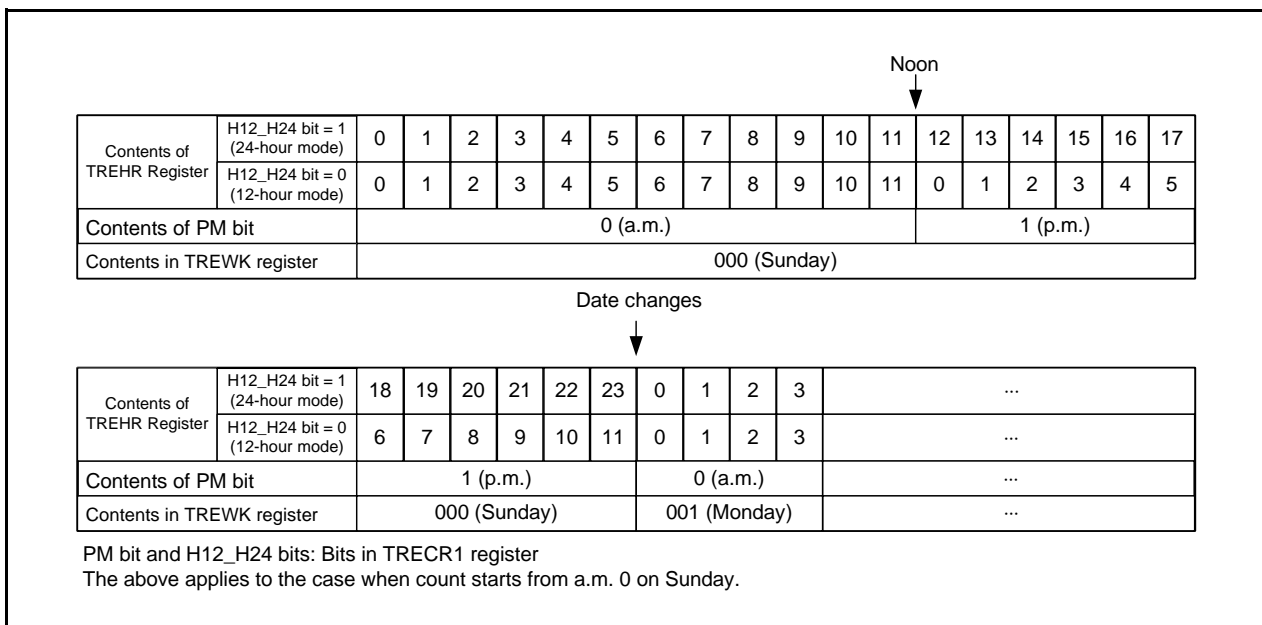 Noon
Contents of TREHR Register H12_H24 bit = 1 (24-hour mode) 0 1 2 3 4 5 6 7 8 9 10 11 12 13 14 15 16 17
H12_H24 bit = 0 (12-hour mode) 0 1 2 3 4 5 6 7 8 9 10 11 0 1 2 3 4 5
Contents of PM bit 0 (a.m.) 1 (p.m.)
Contents in TREWK register 000 (Sunday)
Date changes
Contents of TREHR Register H12_H24 bit = 1 (24-hour mode) 18 19 20 21 22 23 0 1 2 3 ...
H12_H24 bit = 0 (12-hour mode) 6 7 8 9 10 11 0 1 2 3 ...
Contents of PM bit 1 (p.m.) 0 (a.m.) ...
Contents in TREWK register 000 (Sunday) 001 (Monday) ...
PM bit and H12_H24 bits: Bits in TRECR1 register
The above applies to the case when count starts from a.m. 0 on Sunday.